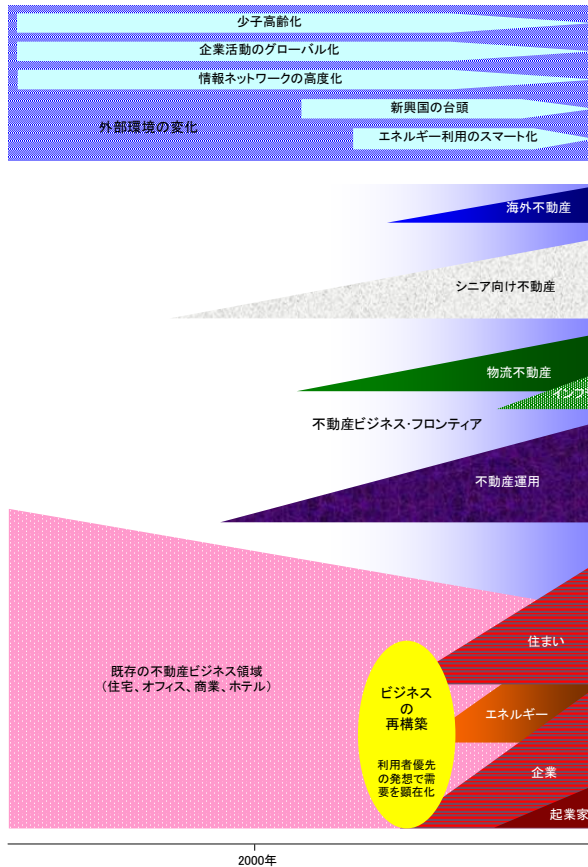 少子高齢化
企業活動のグローバル化
情報ネットワークの高度化
新興国の台頭
外部環境の変化
エネルギー利用のスマート化
海外不動産
シニア向け不動産
物流不動産
インフラ
不動産ビジネス・フロンティア
不動産運用
住まい
既存の不動産ビジネス領域
（住宅、オフィス、商業、ホテル）
ビジネス
の
再構築
エネルギー
利用者優先
の発想で需
要を顕在化
企業
起業家
2000年